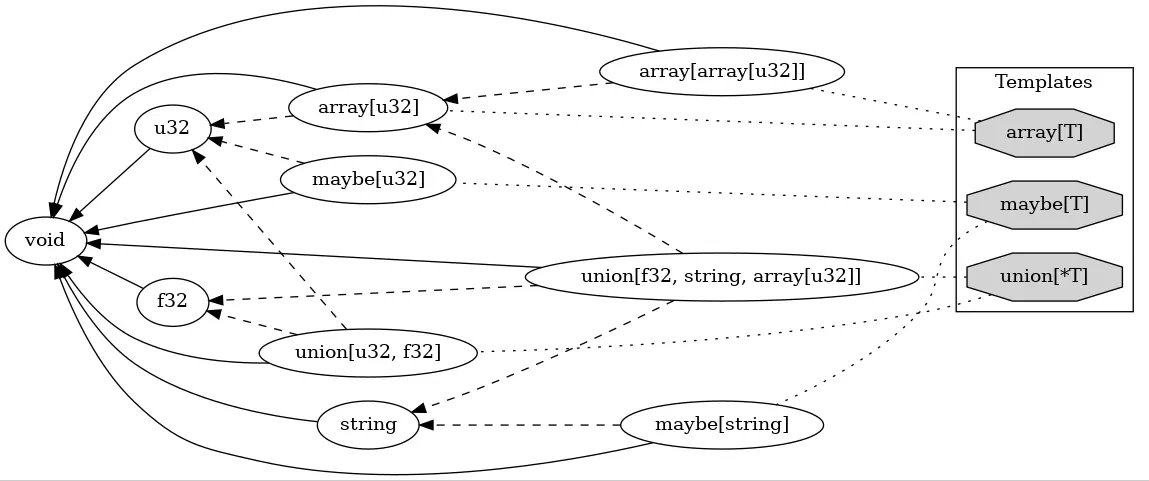 Templates
array[array[u32]]
array[u32]
u32
array[T]
maybe[u32]
maybe[T]
void
union[f32, string, array[u32]]
union[*T]
f32
union[u32, f32]
string
maybe[string]